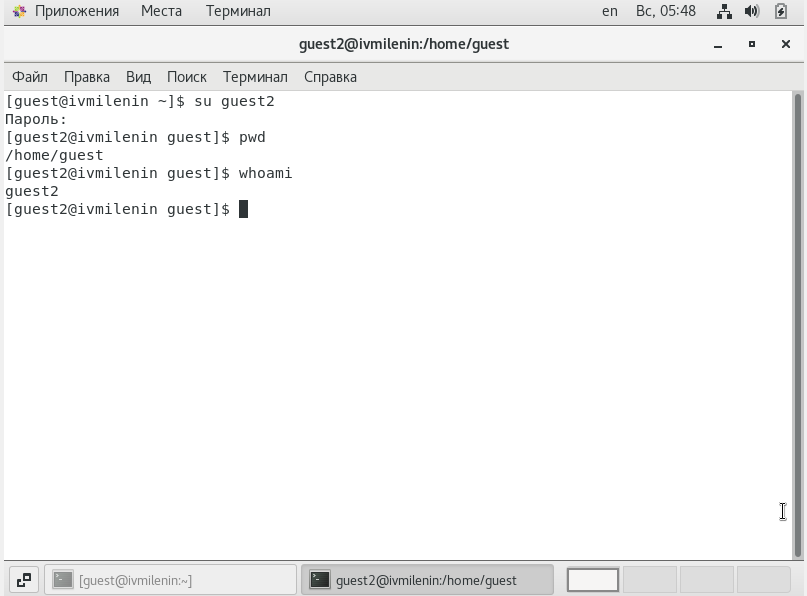 Приложения Места Терминал en Вс, 05:48
guest2@ivmilenin:/home/guest
Файл Правка Вид Поиск Терминал Справка
[guest@ivmilenin ~]$ su guest2
Пароль:
[guest2@ivmilenin guest]$ pwd
/home/guest
[guest2@ivmilenin guest]$ whoami
guest2
[guest2@ivmilenin guest]$
[guest@ivmilenin:~] guest2@ivmilenin:/home/guest